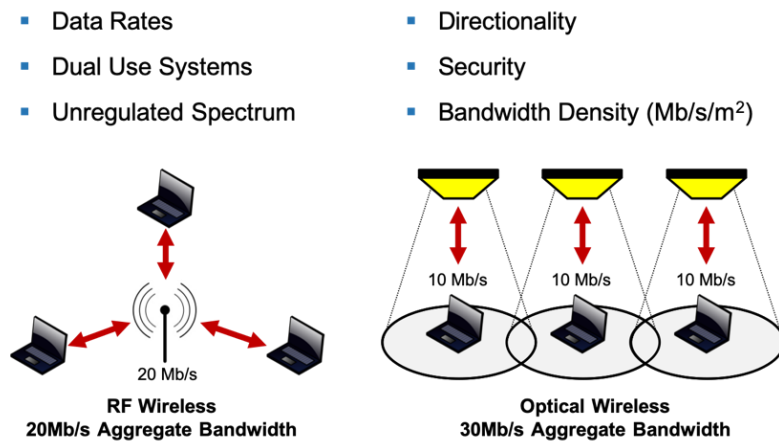 Data Rates
Dual Use Systems
Unregulated Spectrum
Directionality
Security
Bandwidth Density (Mb/s/m²)
20 Mb/s
RF Wireless
20Mb/s Aggregate Bandwidth
10 Mb/s
10 Mb/s
10 Mb/s
Optical Wireless
30Mb/s Aggregate Bandwidth